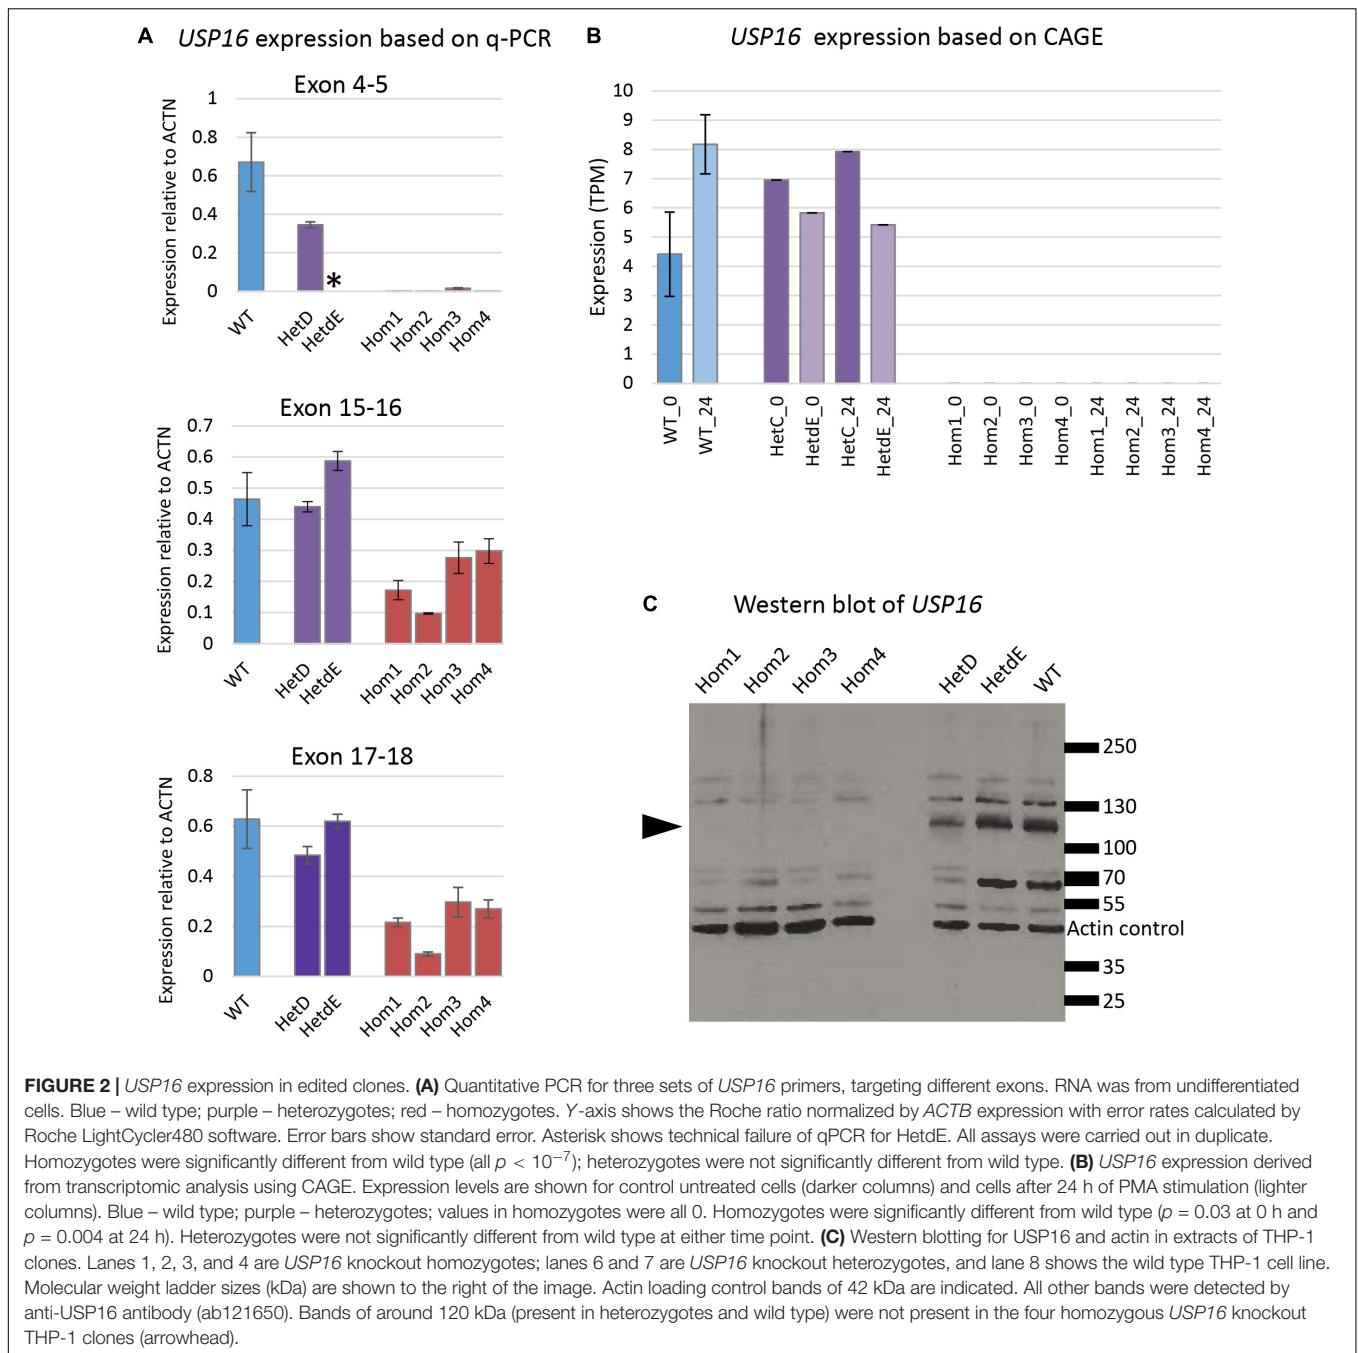 A USP16 expression based on q-PCR
Exon 4-5
Expression relative to ACTN
1
0.8
0.6
0.4
0.2
0
*
WT
HetD
HetdE
Hom1
Hom2
Hom3
Hom4
Exon 15-16
Expression relative to ACTN
0.7
0.6
0.5
0.4
0.3
0.2
0.1
0
WT
HetD
HetdE
Hom1
Hom2
Hom3
Hom4
Exon 17-18
Expression relative to ACTN
0.8
0.6
0.4
0.2
0
WT
HetD
HetdE
Hom1
Hom2
Hom3
Hom4
B USP16 expression based on CAGE
Expression (TPM)
10
9
8
7
6
5
4
3
2
1
0
WT_0
WT_24
HetC_0
HetdE_0
HetC_24
HetdE_24
Hom1_0
Hom2_0
Hom3_0
Hom4_0
Hom1_24
Hom2_24
Hom3_24
Hom4_24
C Western blot of USP16
Hom1
Hom2
Hom3
Hom4
HetD
HetdE
WT
250
130
100
70
55
Actin control
35
25
FIGURE 2 | USP16 expression in edited clones. (A) Quantitative PCR for three sets of USP16 primers, targeting different exons. RNA was from undifferentiated
cells. Blue – wild type; purple – heterozygotes; red – homozygotes. Y-axis shows the Roche ratio normalized by ACTB expression with error rates calculated by
Roche LightCycler480 software. Error bars show standard error. Asterisk shows technical failure of qPCR for HetdE. All assays were carried out in duplicate.
Homozygotes were significantly different from wild type (all p < 10⁻⁷); heterozygotes were not significantly different from wild type. (B) USP16 expression derived
from transcriptomic analysis using CAGE. Expression levels are shown for control untreated cells (darker columns) and cells after 24 h of PMA stimulation (lighter
columns). Blue – wild type; purple – heterozygotes; values in homozygotes were all 0. Homozygotes were significantly different from wild type (p = 0.03 at 0 h and
p = 0.004 at 24 h). Heterozygotes were not significantly different from wild type at either time point. (C) Western blotting for USP16 and actin in extracts of THP-1
clones. Lanes 1, 2, 3, and 4 are USP16 knockout homozygotes; lanes 6 and 7 are USP16 knockout heterozygotes, and lane 8 shows the wild type THP-1 cell line.
Molecular weight ladder sizes (kDa) are shown to the right of the image. Actin loading control bands of 42 kDa are indicated. All other bands were detected by
anti-USP16 antibody (ab121650). Bands of around 120 kDa (present in heterozygotes and wild type) were not present in the four homozygous USP16 knockout
THP-1 clones (arrowhead).